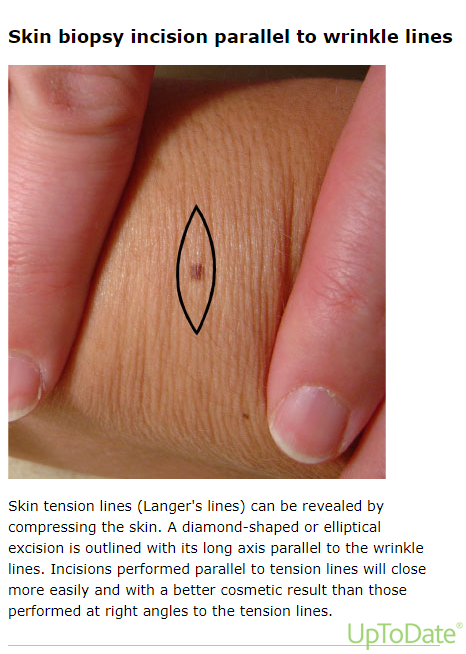 Skin biopsy incision parallel to wrinkle lines
Skin tension lines (Langer's lines) can be revealed by
compressing the skin. A diamond-shaped or elliptical
excision is outlined with its long axis parallel to the wrinkle
lines. Incisions performed parallel to tension lines will close
more easily and with a better cosmetic result than those
performed at right angles to the tension lines.
UpToDate®